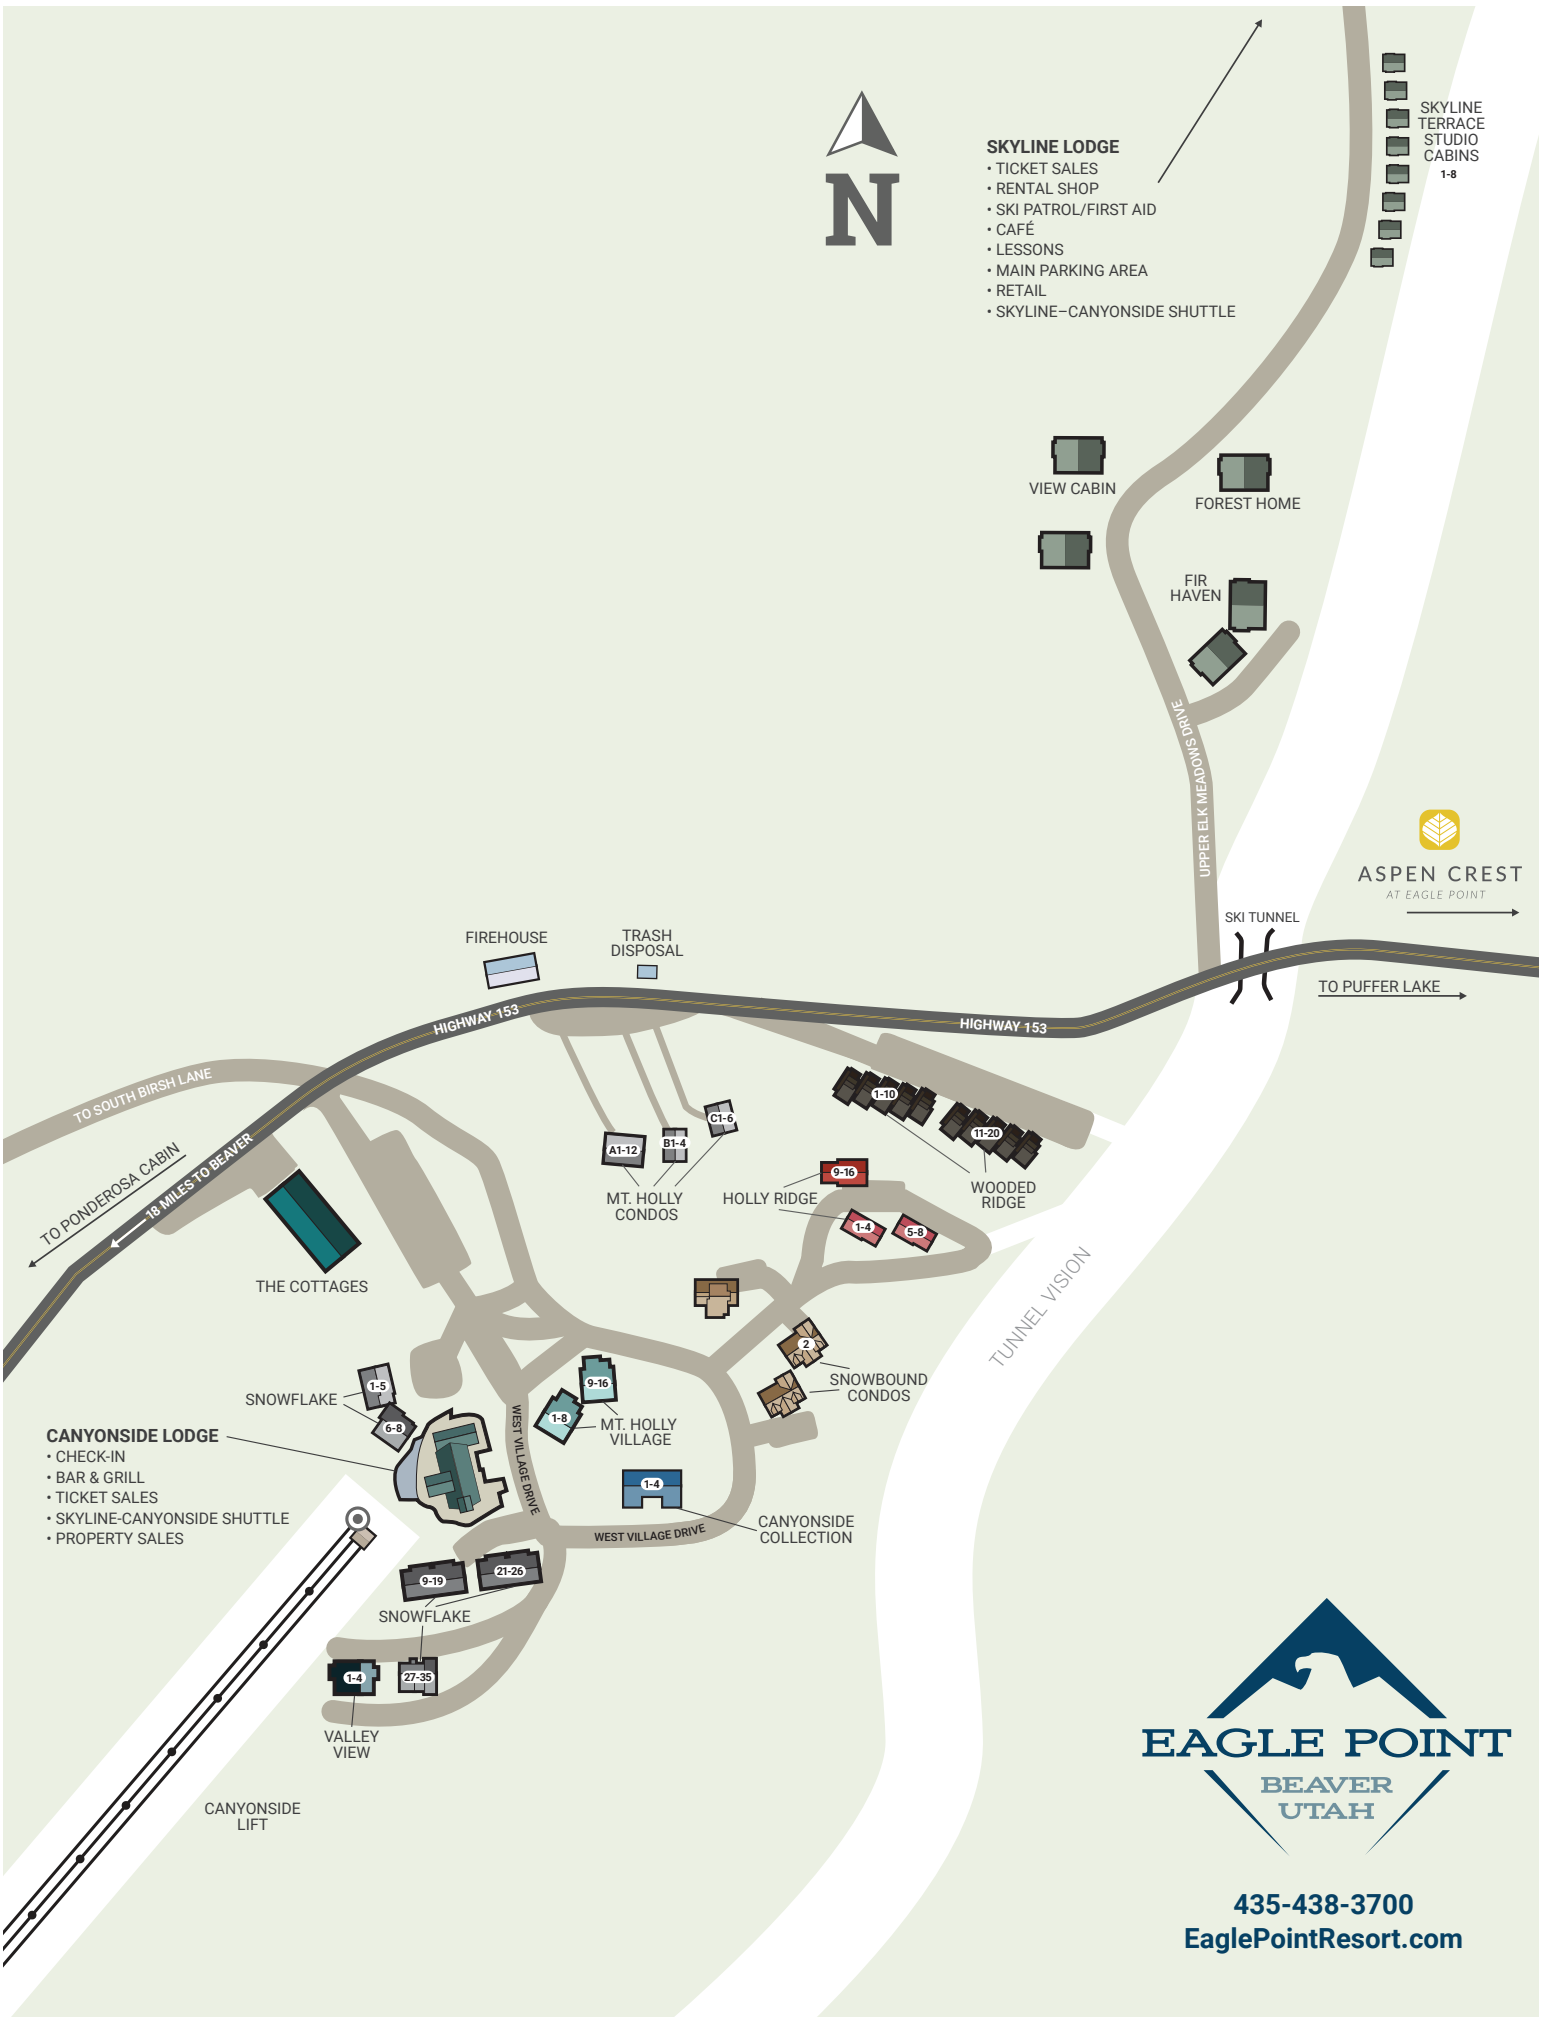 N
SKYLINE LODGE
• TICKET SALES
• RENTAL SHOP
• SKI PATROL/FIRST AID
• CAFÉ
• LESSONS
• MAIN PARKING AREA
• RETAIL
• SKYLINE–CANYONSIDE SHUTTLE
SKYLINE
TERRACE
STUDIO
CABINS
1-8
VIEW CABIN
FOREST HOME
FIR
HAVEN
UPPER ELK MEADOWS DRIVE
ASPEN CREST
AT EAGLE POINT
SKI TUNNEL
TO PUFFER LAKE
FIREHOUSE
TRASH
DISPOSAL
HIGHWAY 153
HIGHWAY 153
TO SOUTH BIRSH LANE
TO PONDEROSA CABIN
18 MILES TO BEAVER
THE COTTAGES
A1-12
B1-4
C1-6
MT. HOLLY
CONDOS
1-10
11-20
WOODED
RIDGE
9-16
HOLLY RIDGE
1-4
5-8
TUNNEL VISION
2
SNOWBOUND
CONDOS
1-5
SNOWFLAKE
6-8
9-16
1-8
MT. HOLLY
VILLAGE
WEST VILLAGE DRIVE
CANYONSIDE LODGE
• CHECK-IN
• BAR & GRILL
• TICKET SALES
• SKYLINE-CANYONSIDE SHUTTLE
• PROPERTY SALES
1-4
CANYONSIDE
COLLECTION
WEST VILLAGE DRIVE
9-19
21-26
SNOWFLAKE
1-4
27-35
VALLEY
VIEW
CANYONSIDE
LIFT
EAGLE POINT
BEAVER
UTAH
435-438-3700
EaglePointResort.com